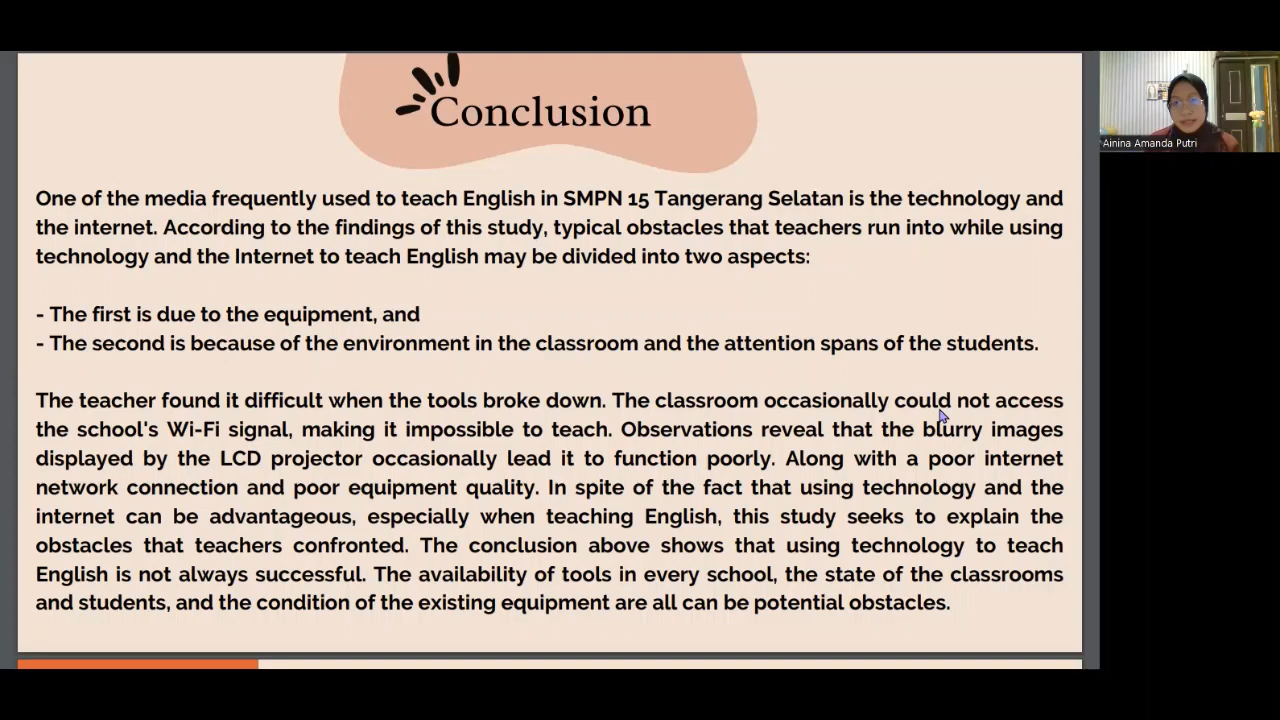 Conclusion
Ainina Amanda Putri
One of the media frequently used to teach English in SMPN 15 Tangerang Selatan is the technology and
the internet. According to the findings of this study, typical obstacles that teachers run into while using
technology and the Internet to teach English may be divided into two aspects:
- The first is due to the equipment, and
- The second is because of the environment in the classroom and the attention spans of the students.
The teacher found it difficult when the tools broke down. The classroom occasionally could not access
the school's Wi-Fi signal, making it impossible to teach. Observations reveal that the blurry images
displayed by the LCD projector occasionally lead it to function poorly. Along with a poor internet
network connection and poor equipment quality. In spite of the fact that using technology and the
internet can be advantageous, especially when teaching English, this study seeks to explain the
obstacles that teachers confronted. The conclusion above shows that using technology to teach
English is not always successful. The availability of tools in every school, the state of the classrooms
and students, and the condition of the existing equipment are all can be potential obstacles.